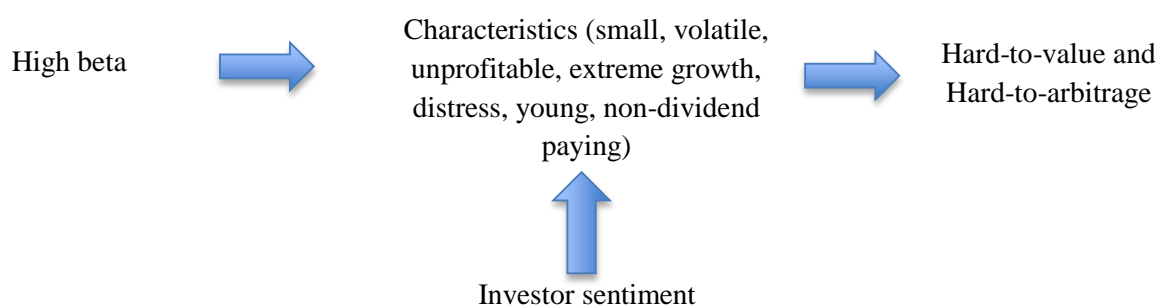 High beta
Characteristics (small, volatile,
unprofitable, extreme growth,
distress, young, non-dividend
paying)
Hard-to-value and
Hard-to-arbitrage
Investor sentiment